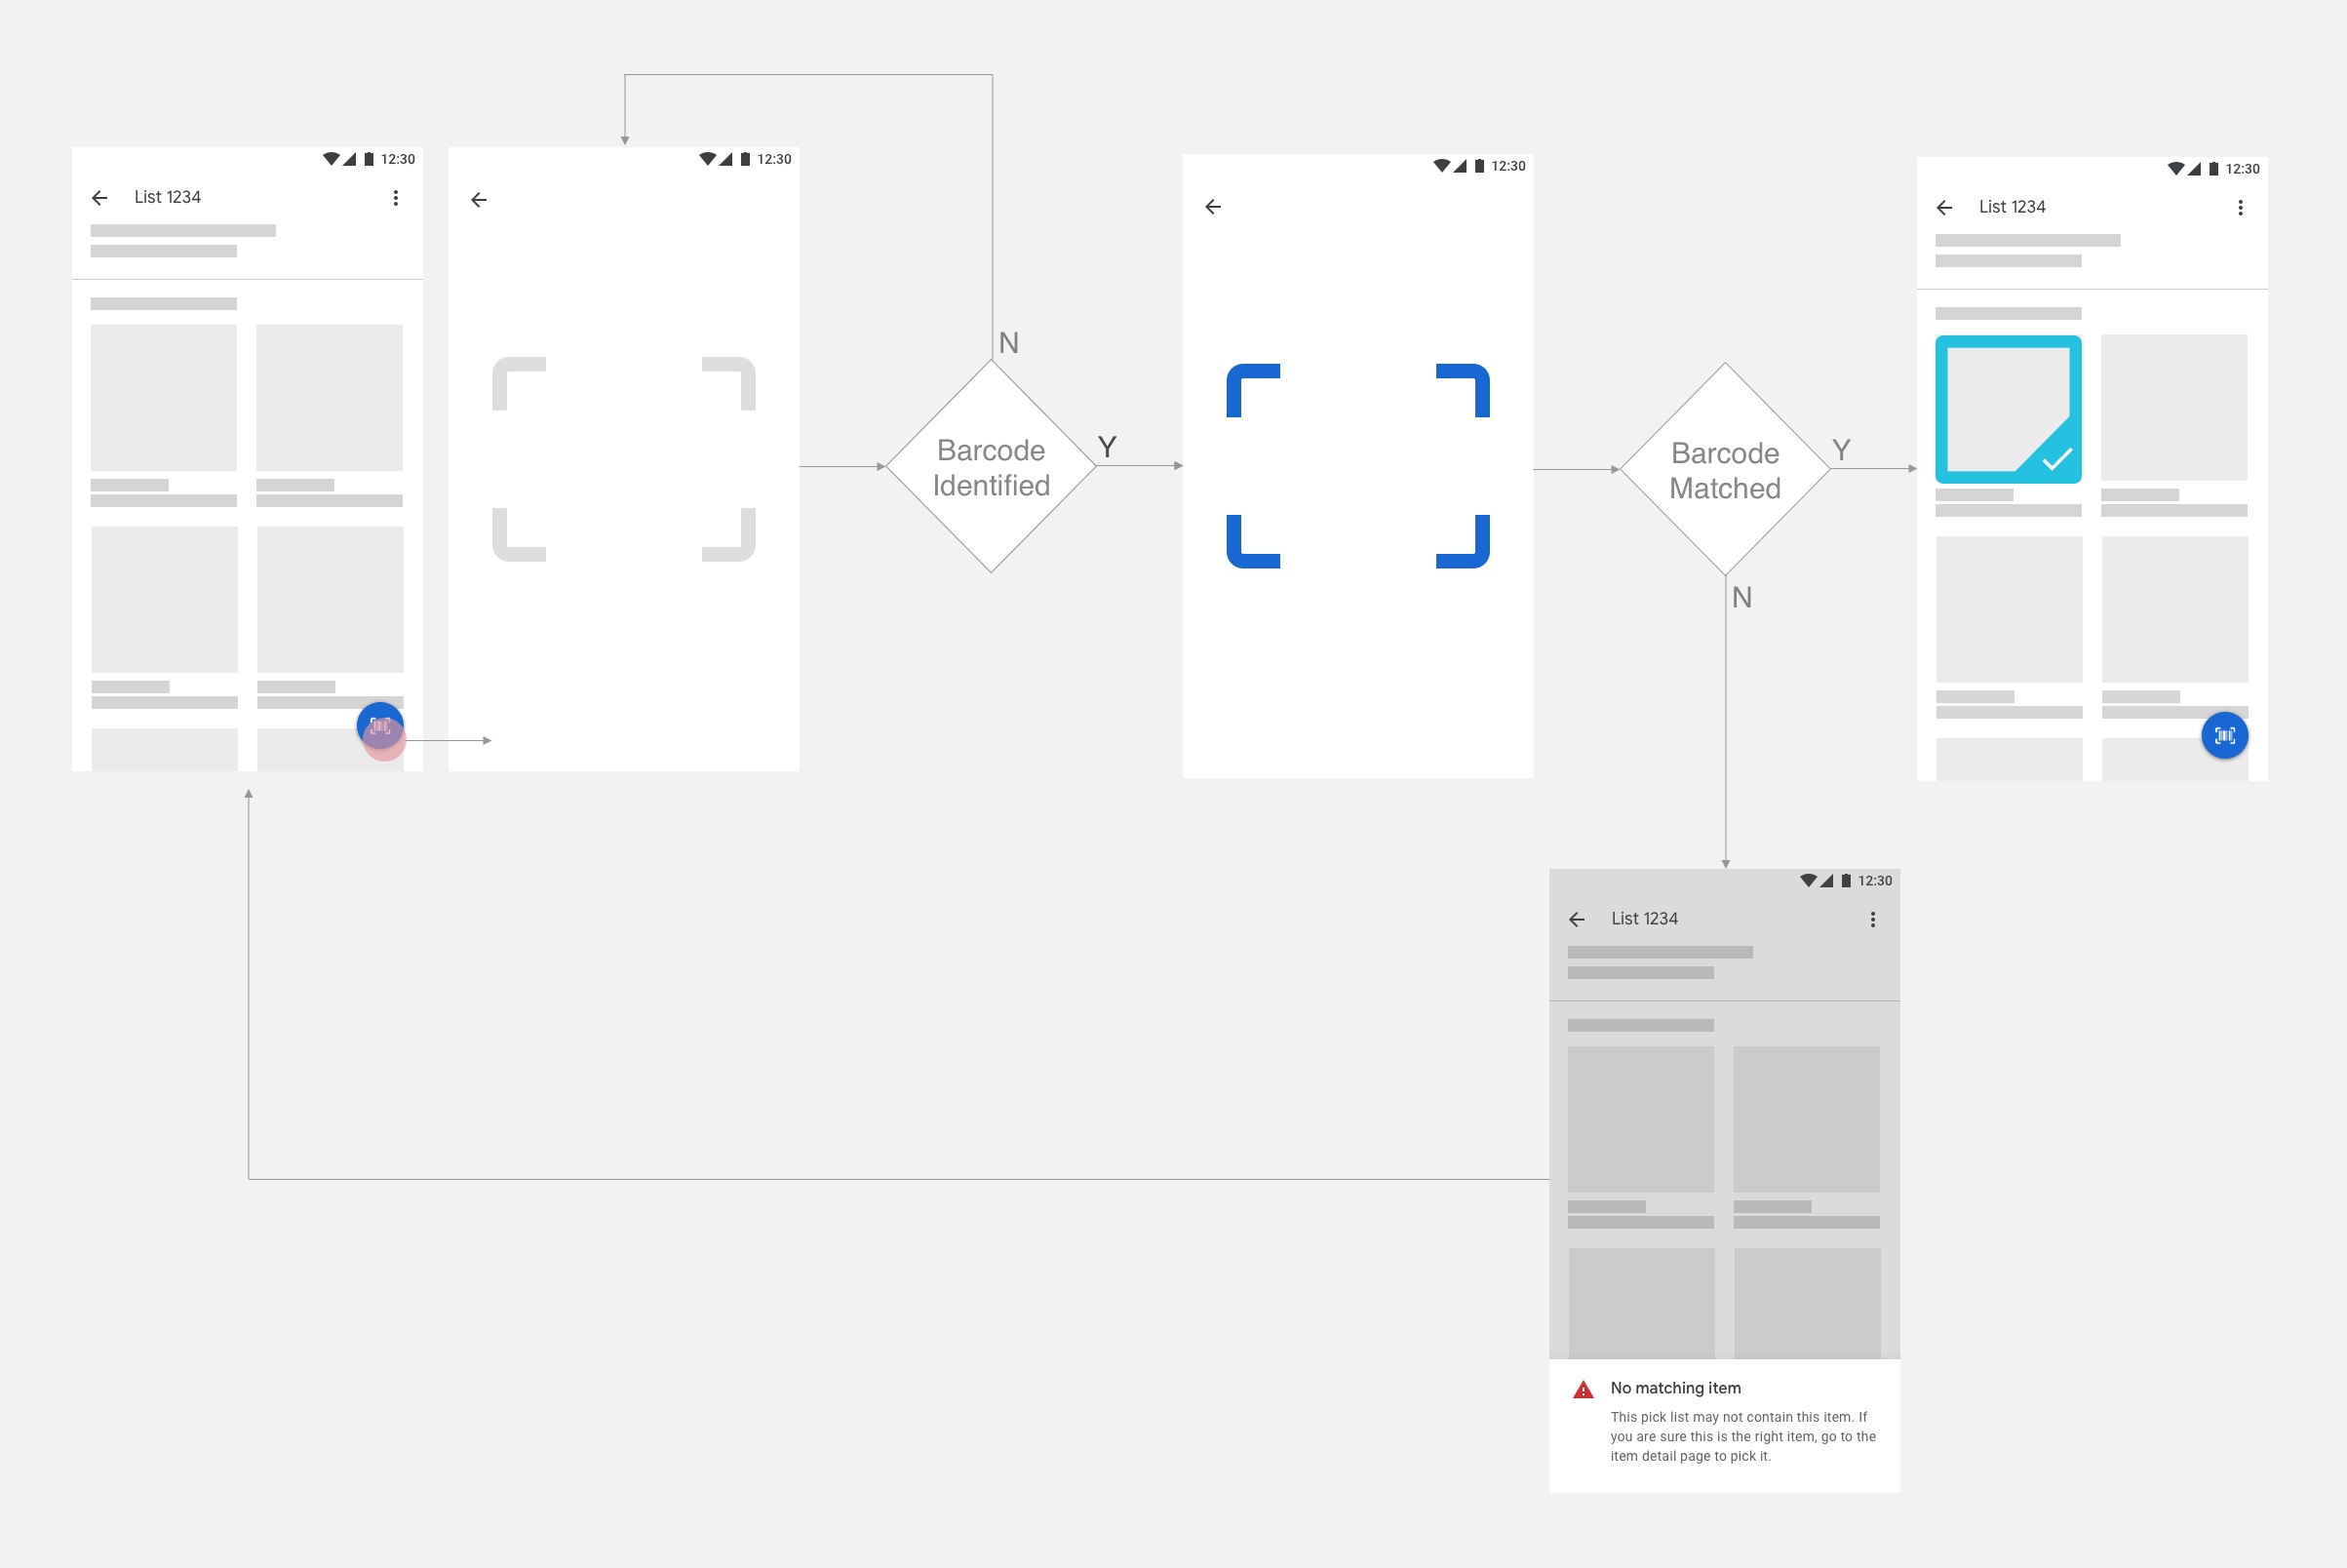 12:30
List 1234
12:30
N
Barcode
Identified
Y
12:30
Barcode
Matched
Y
N
12:30
List 1234
12:30
List 1234
No matching item
This pick list may not contain this item. If
you are sure this is the right item, go to the
item detail page to pick it.